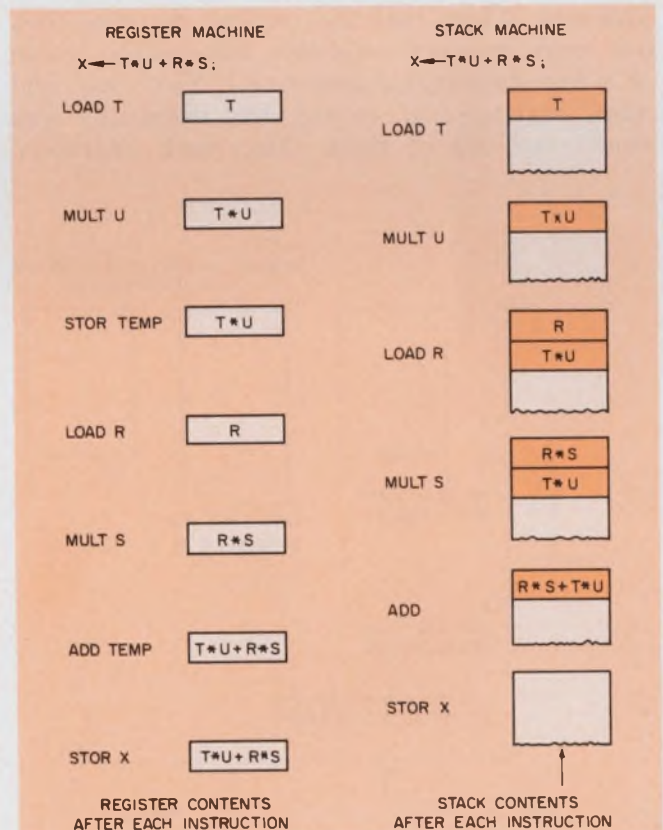 REGISTER MACHINE
X←T*U + R*S;
LOAD T
T
MULT U
T*U
STOR TEMP
T*U
LOAD R
R
MULT S
R*S
ADD TEMP
T*U+R*S
STOR X
T*U+R*S
REGISTER CONTENTS
AFTER EACH INSTRUCTION
STACK MACHINE
X←T*U + R*S;
T
LOAD T
TxU
MULT U
R
T*U
LOAD R
R*S
T*U
MULT S
R*S+T*U
ADD
STOR X
STACK CONTENTS
AFTER EACH INSTRUCTION